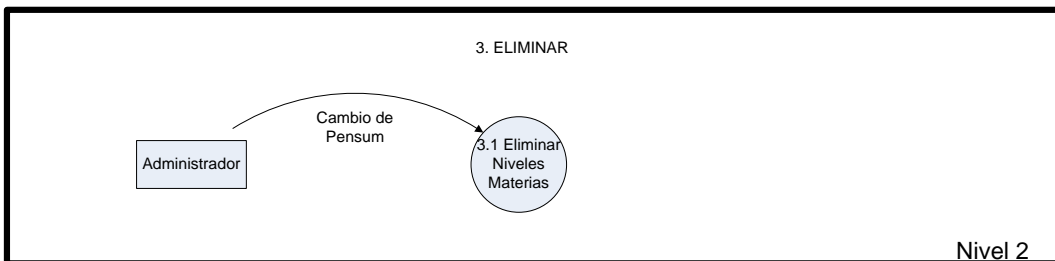 3. ELIMINAR
Cambio de
Pensum
Administrador
3.1 Eliminar
Niveles
Materias
Nivel 2